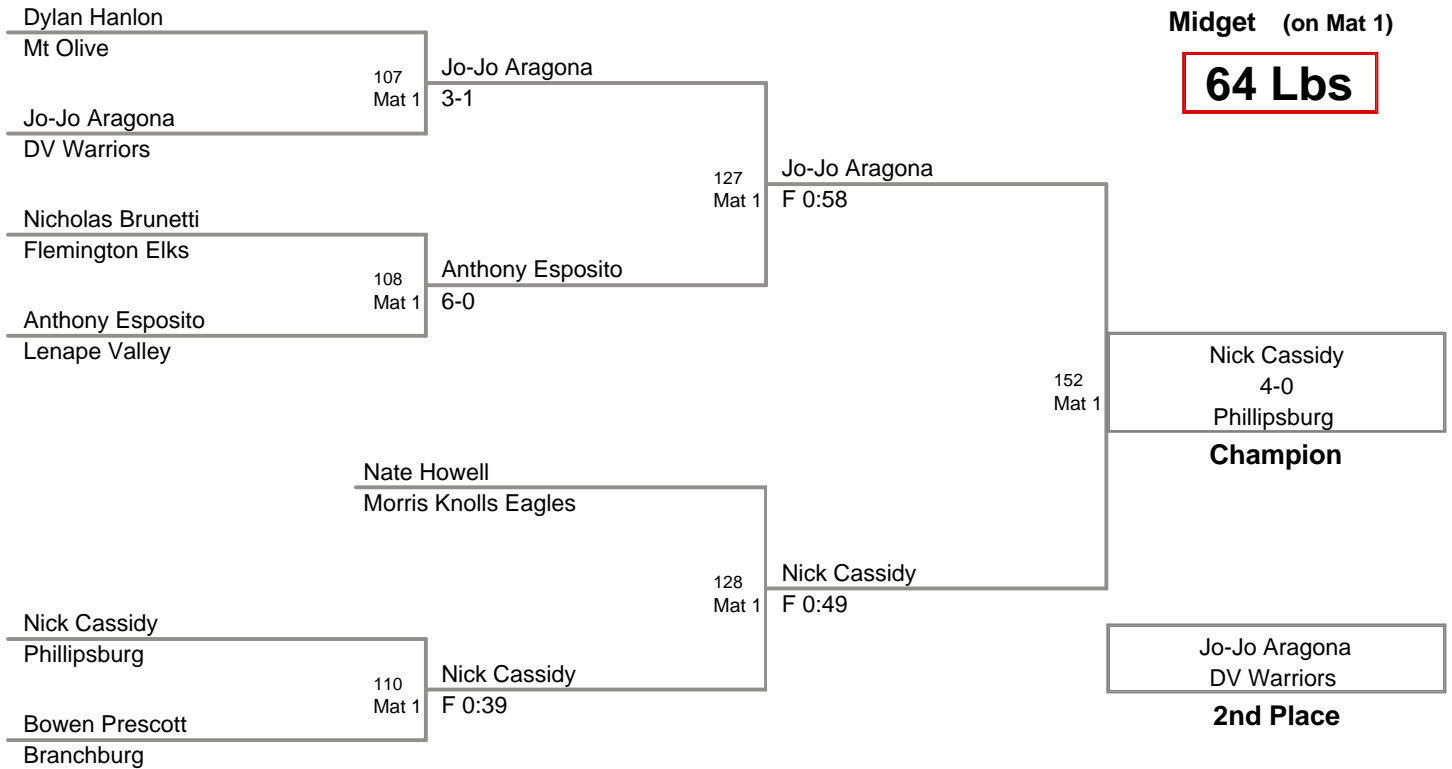 Dylan Hanlon
Mt Olive
Midget (on Mat 1)
64 Lbs
107
Mat 1
Jo-Jo Aragona
3-1
Jo-Jo Aragona
DV Warriors
127
Mat 1
Jo-Jo Aragona
F 0:58
Nicholas Brunetti
Flemington Elks
108
Mat 1
Anthony Esposito
6-0
Anthony Esposito
Lenape Valley
152
Mat 1
Nick Cassidy
4-0
Phillipsburg
Champion
Nate Howell
Morris Knolls Eagles
128
Mat 1
Nick Cassidy
F 0:49
Nick Cassidy
Phillipsburg
110
Mat 1
Nick Cassidy
F 0:39
Bowen Prescott
Branchburg
Jo-Jo Aragona
DV Warriors
2nd Place